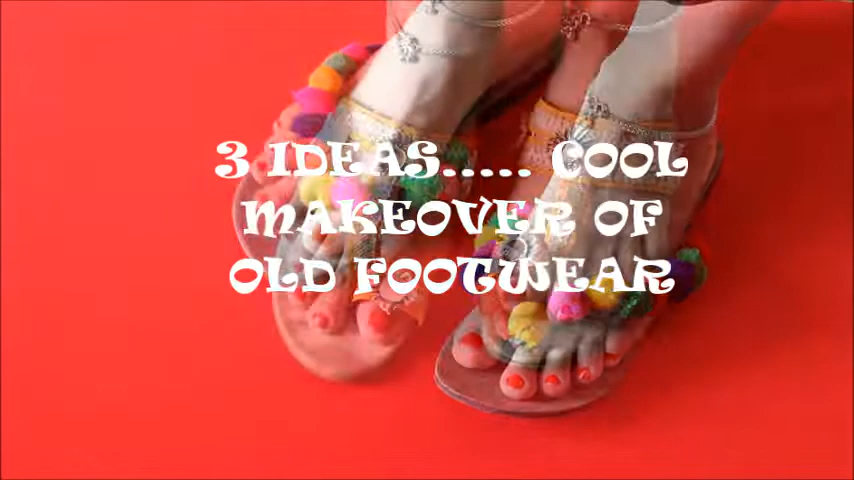 3 IDEAS..... COOL
MAKEOVER OF
OLD FOOTWEAR